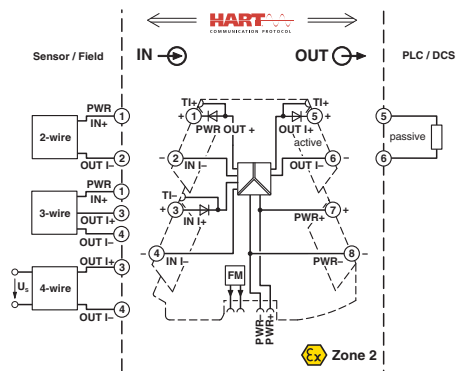 HART
COMMUNICATION PROTOCOL
Sensor / Field
IN
OUT
PLC / DCS
PWR
IN+
1
2-wire
2
OUT I–
PWR
IN+
1
3-wire
OUT I+
3
4
OUT I–
OUT I+
3
Us
4-wire
4
OUT I–
TI+
+ 1
PWR OUT +
TI+
5 +
OUT I+
active
– 2 IN I–
6 –
OUT I–
TI–
+ 3
IN I+
7 +
PWR+
– 4 IN I–
8 –
PWR–
FM
PWR–
PWR+
5
passive
6
Ex Zone 2